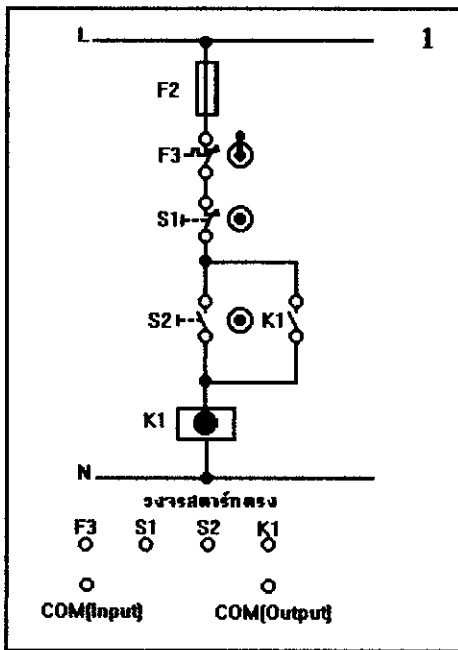 L 1
F2
F3
S1
S2 K1
K1
N
วงจรสตาร์ทตรง
F3 S1 S2 K1
COM(Input) COM(Output)